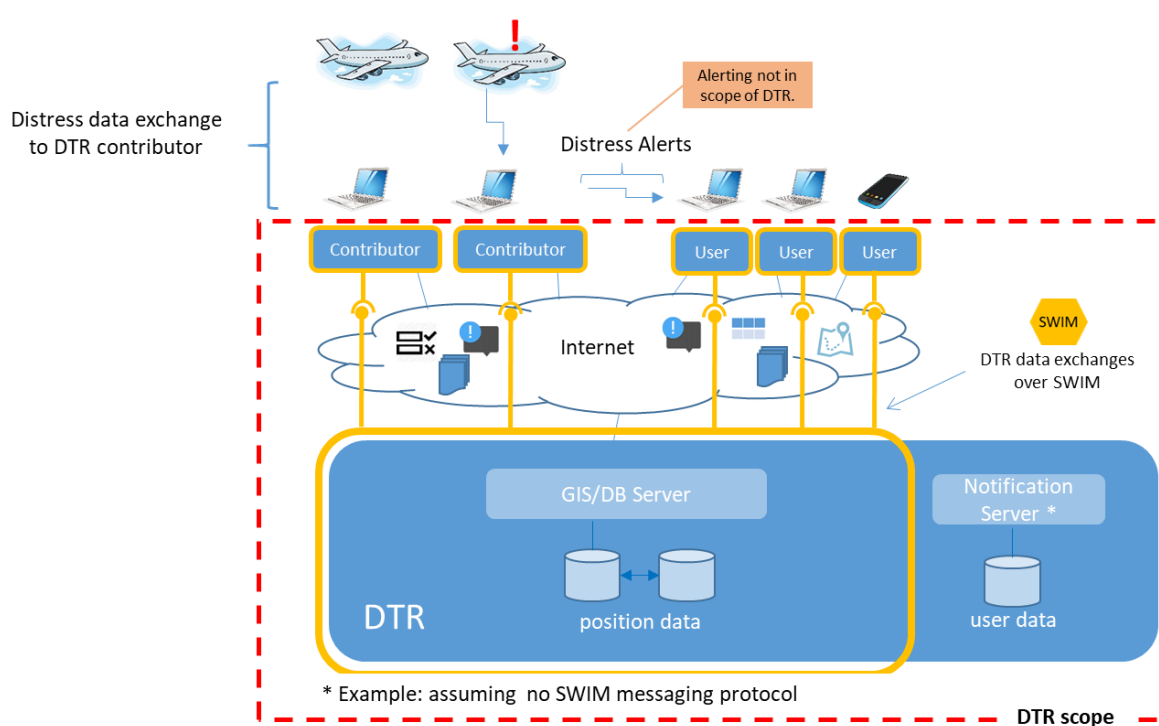 !
Alerting not in
scope of DTR.
Distress data exchange
to DTR contributor
Distress Alerts
Contributor
Contributor
User
User
User
!
!
Internet
SWIM
DTR data exchanges
over SWIM
GIS/DB Server
Notification
Server *
DTR
position data
user data
* Example: assuming no SWIM messaging protocol
DTR scope